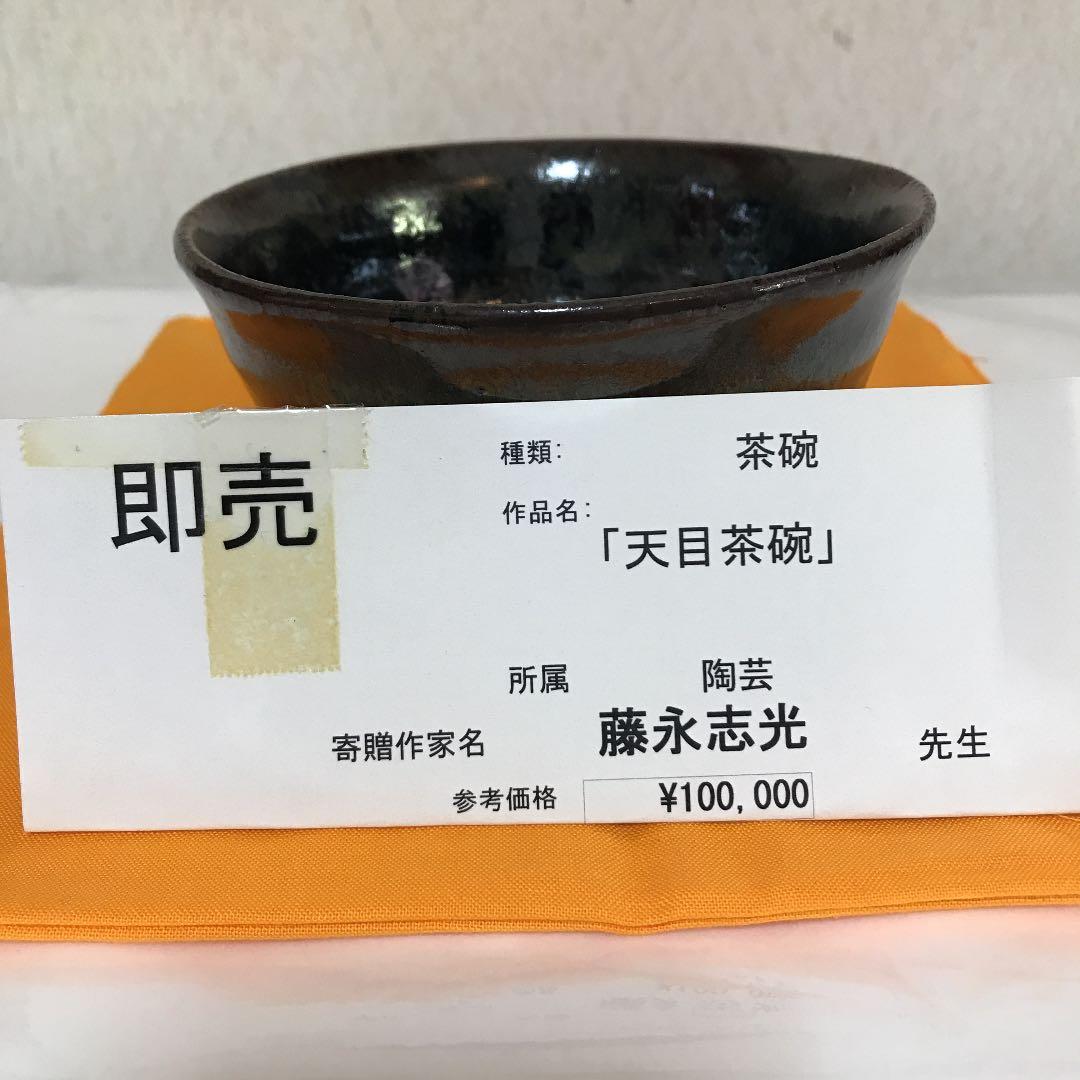 即売
種類: 茶碗
作品名:
「天目茶碗」
所属 陶芸
寄贈作家名 藤永志光 先生
参考価格 ¥100,000